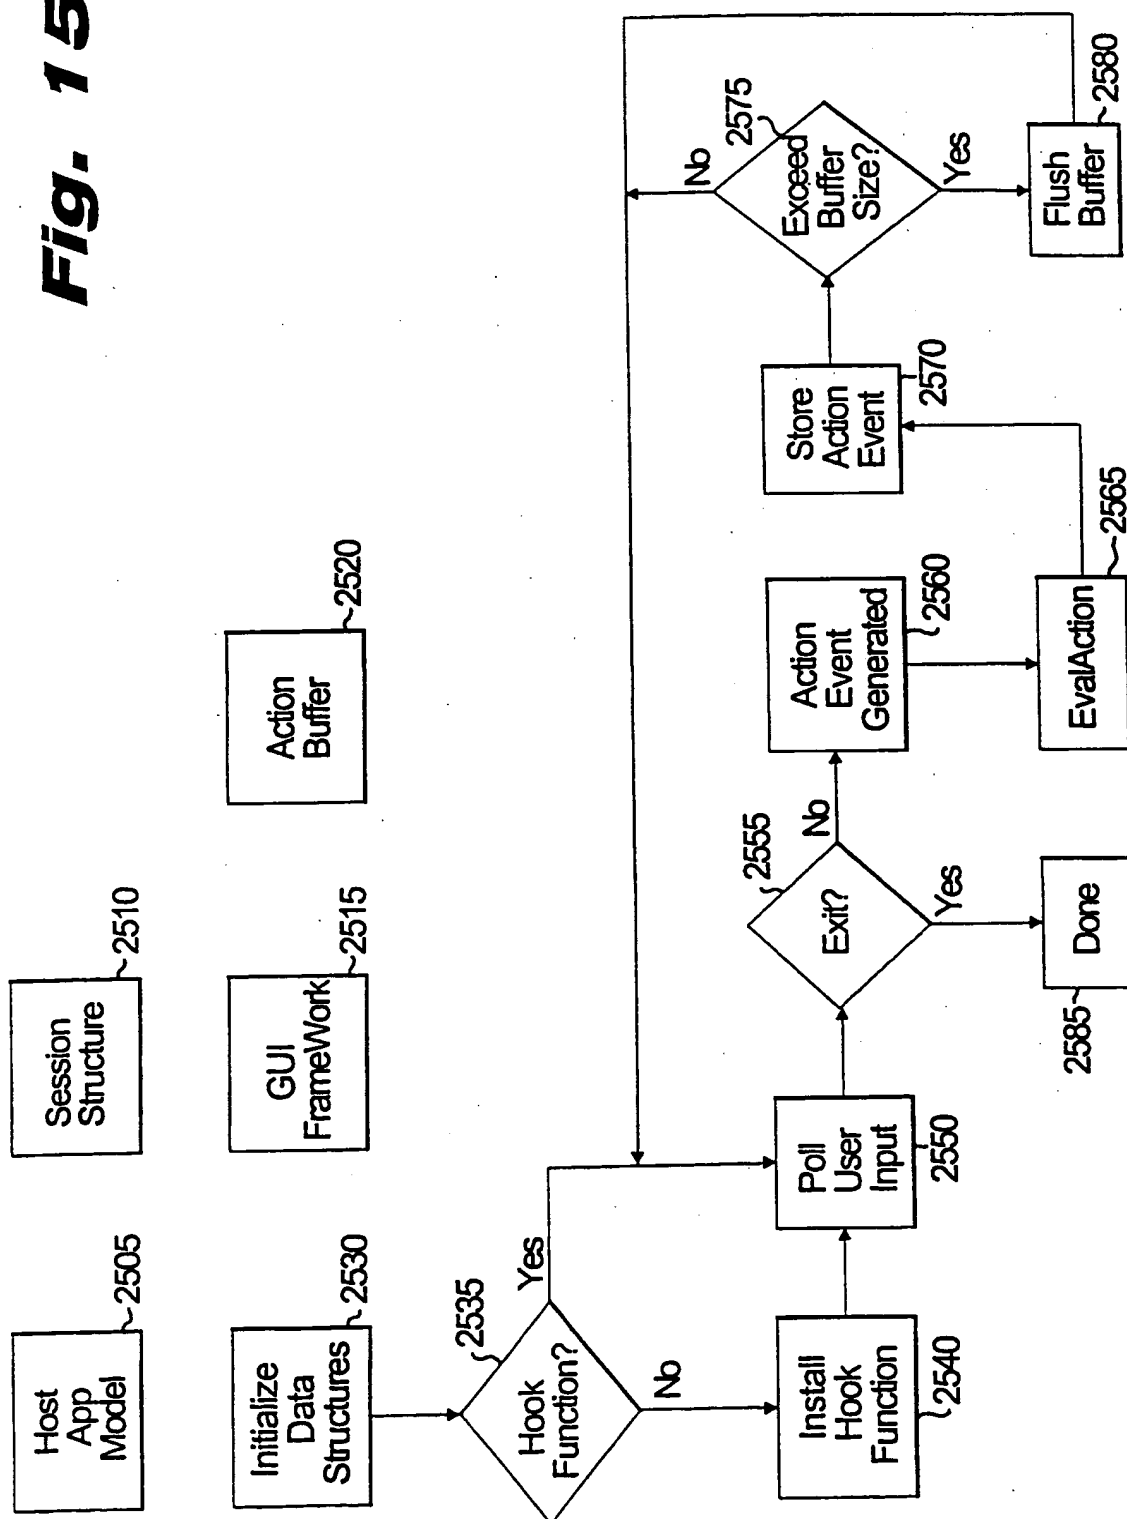 Fig. 15
Host
App
Model
2505
Session
Structure
2510
Initialize
Data
Structures
2530
GUI
FrameWork
2515
Action
Buffer
2520
Hook
Function?
2535
Yes
No
Install
Hook
Function
2540
Poll
User
Input
2550
Exit?
2555
No
Yes
Done
2585
Action
Event
Generated
2560
EvalAction
2565
Store
Action
Event
2570
Exceed
Buffer
Size?
2575
No
Yes
Flush
Buffer
2580